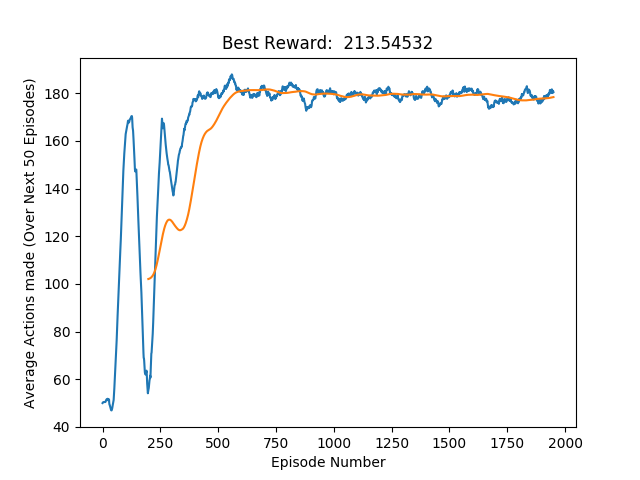 Best Reward:  213.54532
Average Actions made (Over Next 50 Episodes)
180
160
140
120
100
80
60
40
0 250 500 750 1000 1250 1500 1750 2000
Episode Number